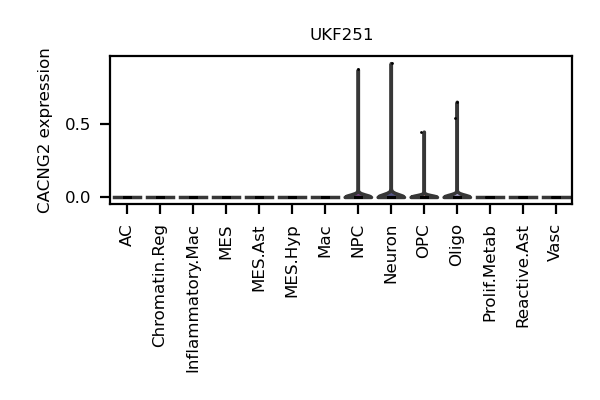 UKF251
CACNG2 expression
0.5
0.0
AC
Chromatin.Reg
Inflammatory.Mac
MES
MES.Ast
MES.Hyp
Mac
NPC
Neuron
OPC
Oligo
Prolif.Metab
Reactive.Ast
Vasc